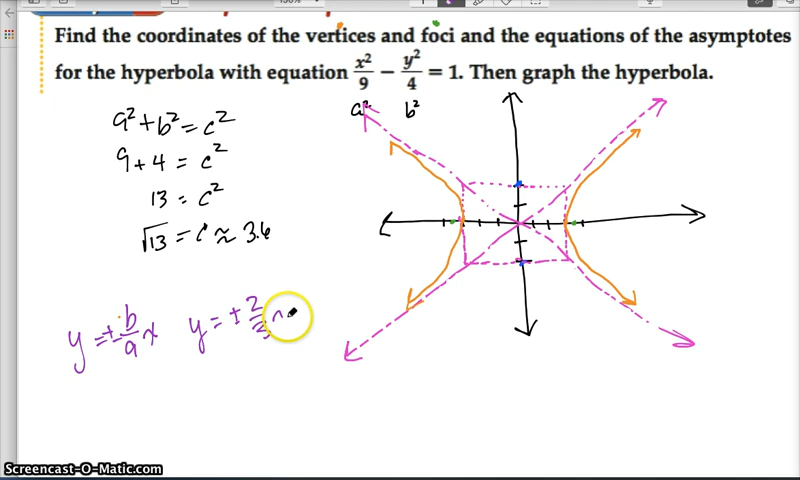 Find the coordinates of the vertices and foci and the equations of the asymptotes
for the hyperbola with equation x²/9 − y²/4 = 1. Then graph the hyperbola.
a² b²
a² + b² = c²
9 + 4 = c²
13 = c²
√13 = c ≈ 3.6
y = ± b/a x y = ± 2/3
Screencast-O-Matic.com